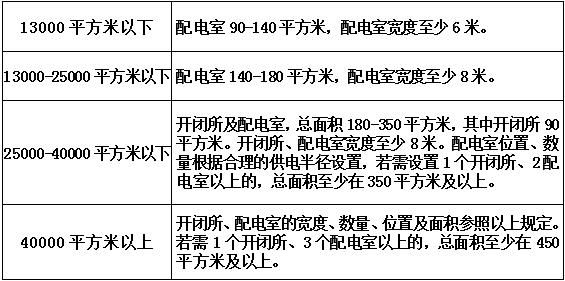 13000 平方米以下
配电室 90-140 平方米，配电室宽度至少 6 米。
13000-25000 平方米以下
配电室 140-180 平方米，配电室宽度至少 8 米。
25000-40000 平方米以下
开闭所及配电室，总面积 180-350 平方米，其中开闭所 90
平方米。开闭所、配电室宽度至少 8 米。配电室位置、数
量根据合理的供电半径设置，若需设置 1 个开闭所、2 配
电室以上的，总面积至少在 350 平方米及以上。
40000 平方米以上
开闭所、配电室的宽度、数量、位置及面积参照以上规定。
若需 1 个开闭所、3 个配电室以上的，总面积至少在 450
平方米及以上。